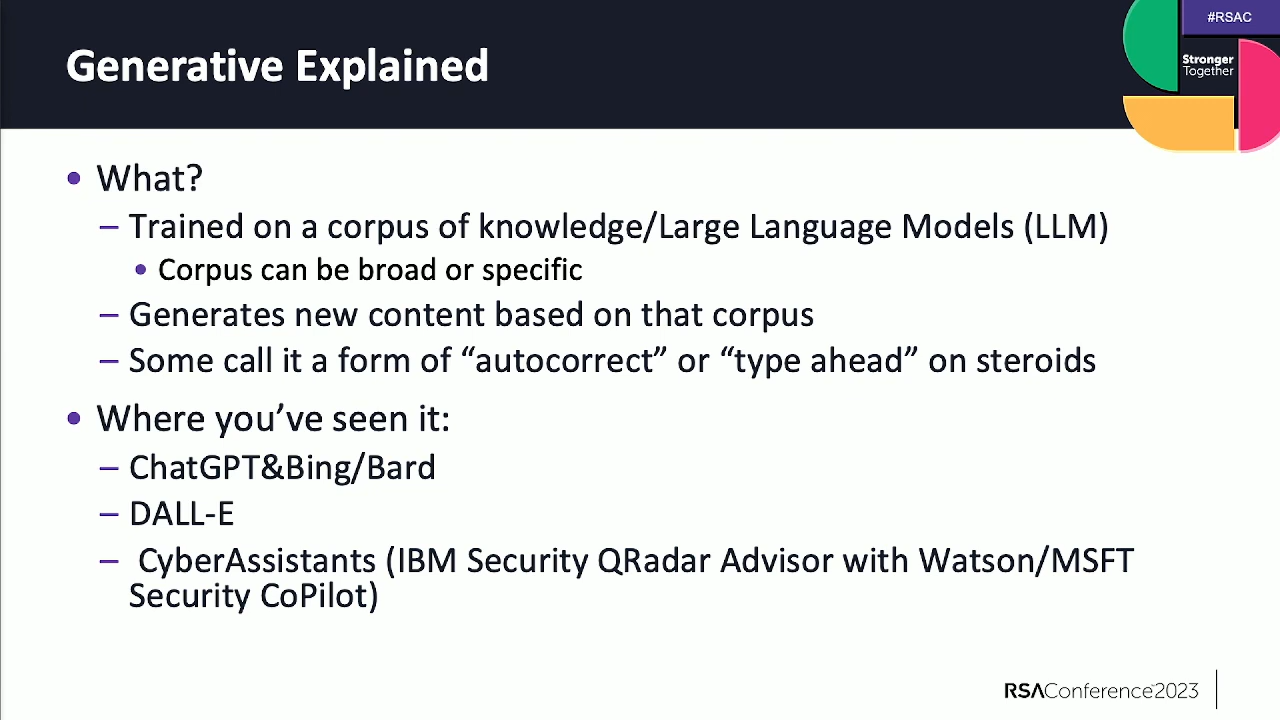 Generative Explained
#RSAC
Stronger
Together
• What?
– Trained on a corpus of knowledge/Large Language Models (LLM)
• Corpus can be broad or specific
– Generates new content based on that corpus
– Some call it a form of “autocorrect” or “type ahead” on steroids
• Where you’ve seen it:
– ChatGPT&Bing/Bard
– DALL-E
– CyberAssistants (IBM Security QRadar Advisor with Watson/MSFT
Security CoPilot)
RSAConference™2023